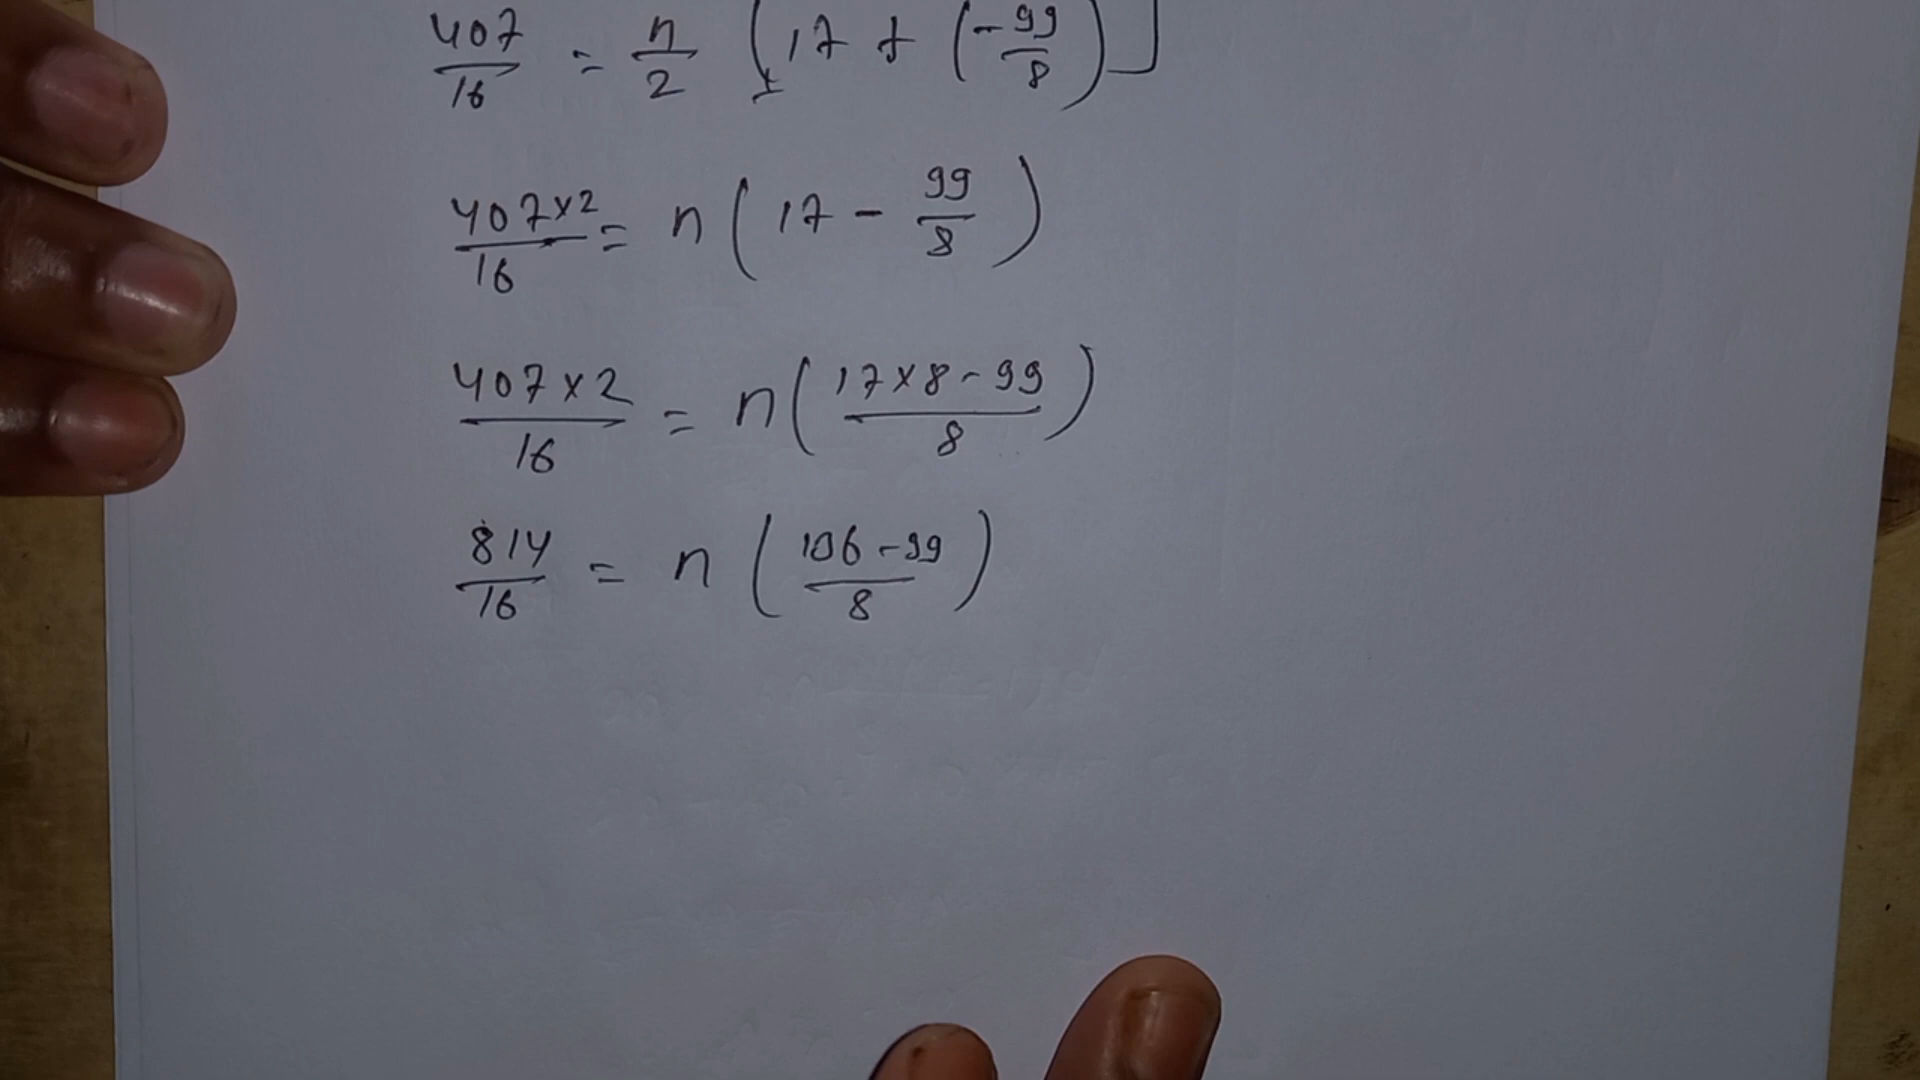 407/16 = n/2 [17 + (-99/8)]
407×2/16 = n(17 - 99/8)
407×2/16 = n(17×8-99/8)
814/16 = n(136-99/8)